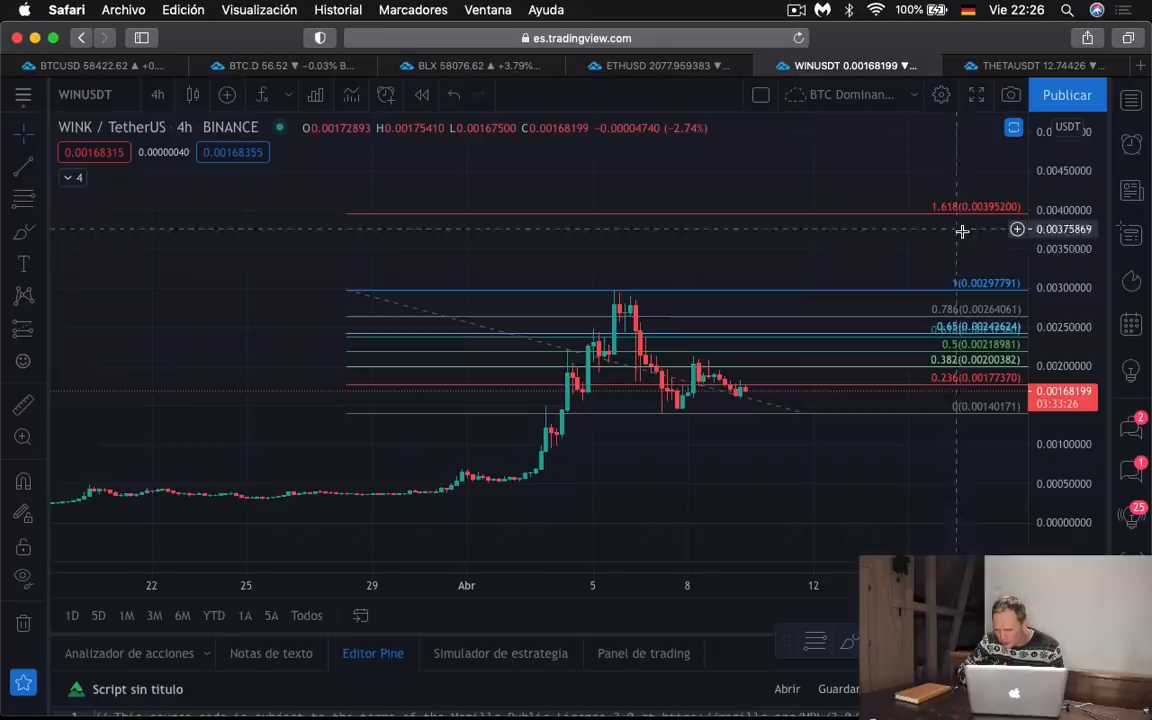 Safari Archivo Edición Visualización Historial Marcadores Ventana Ayuda 100% Vie 22:26
es.tradingview.com
BTCUSD 58422.62 ▲ +0.... BTC.D 56.52 ▼ −0.03% B... BLX 58076.62 ▲ +3.79%... ETHUSD 2077.959383 ▼... WINUSDT 0.00168199 ▼... THETAUSDT 12.74426 ▼...
WINUSDT 4h BTC Dominan... Publicar
WINK / TetherUS · 4h · BINANCE O0.00172893 H0.00175410 L0.00167500 C0.00168199 −0.00004740 (−2.74%) USDT
0.00168315 0.00000040 0.00168355
4
0.00450000
1.618(0.00395200) 0.00400000
0.00375869
0.00350000
1(0.00297791) 0.00300000
0.786(0.00264061)
0.65(0.00242624) 0.00250000
0.5(0.00218981)
0.382(0.00200382) 0.00200000
0.236(0.00177370)
0.00168199
03:33:26
0(0.00140171)
0.00100000
0.00050000
0.00000000
22 25 29 Abr 5 8 12
1D 5D 1M 3M 6M YTD 1A 5A Todos
2
1
25
Analizador de acciones Notas de texto Editor Pine Simulador de estrategia Panel de trading
Script sin título Abrir Guardar